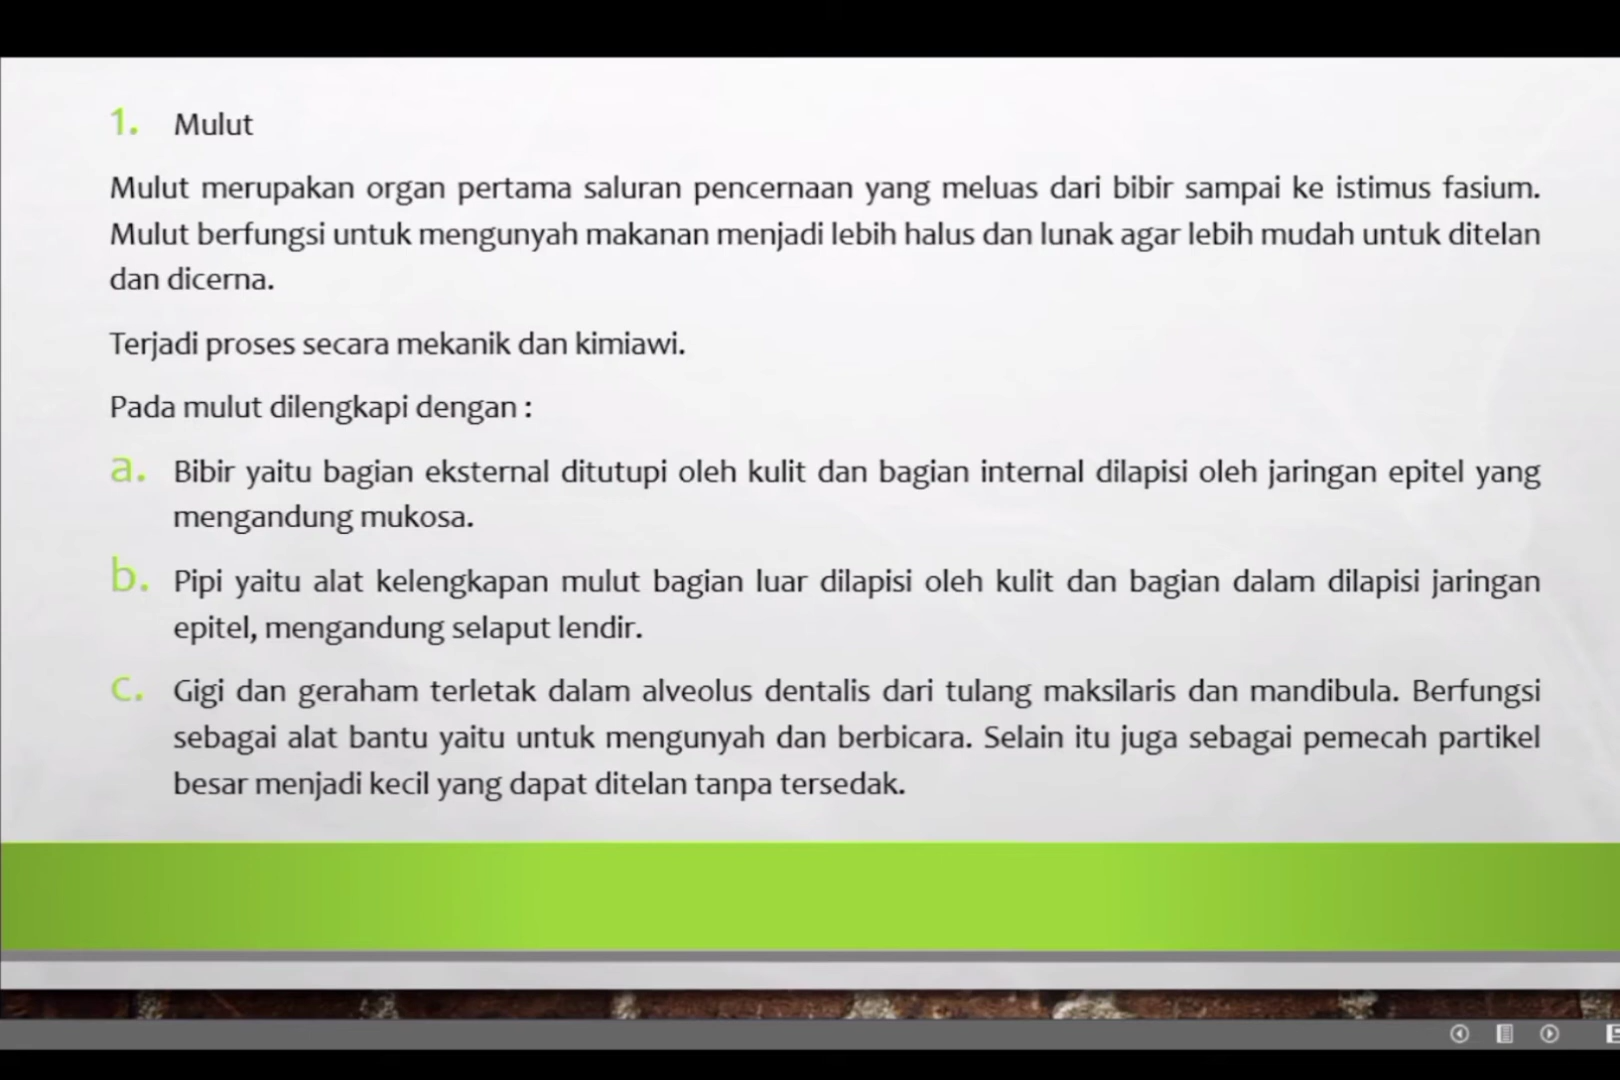 1. Mulut
Mulut merupakan organ pertama saluran pencernaan yang meluas dari bibir sampai ke istimus fasium.
Mulut berfungsi untuk mengunyah makanan menjadi lebih halus dan lunak agar lebih mudah untuk ditelan
dan dicerna.
Terjadi proses secara mekanik dan kimiawi.
Pada mulut dilengkapi dengan :
a. Bibir yaitu bagian eksternal ditutupi oleh kulit dan bagian internal dilapisi oleh jaringan epitel yang
mengandung mukosa.
b. Pipi yaitu alat kelengkapan mulut bagian luar dilapisi oleh kulit dan bagian dalam dilapisi jaringan
epitel, mengandung selaput lendir.
c. Gigi dan geraham terletak dalam alveolus dentalis dari tulang maksilaris dan mandibula. Berfungsi
sebagai alat bantu yaitu untuk mengunyah dan berbicara. Selain itu juga sebagai pemecah partikel
besar menjadi kecil yang dapat ditelan tanpa tersedak.